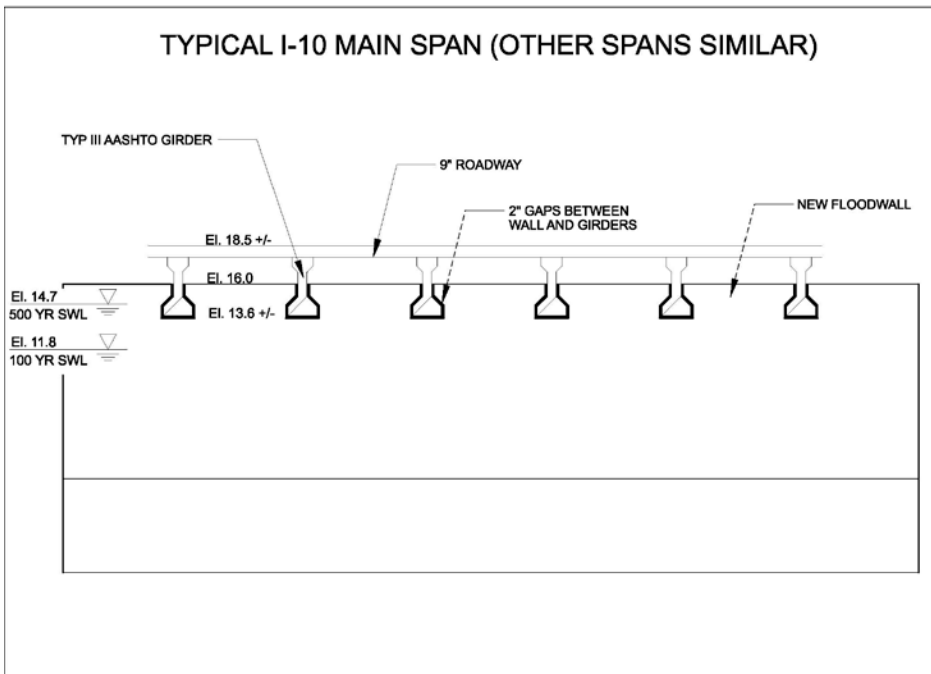 TYPICAL I-10 MAIN SPAN (OTHER SPANS SIMILAR)
TYP III AASHTO GIRDER
9" ROADWAY
2" GAPS BETWEEN
WALL AND GIRDERS
NEW FLOODWALL
El. 18.5 +/-
El. 16.0
El. 14.7
500 YR SWL
El. 13.6 +/-
El. 11.8
100 YR SWL